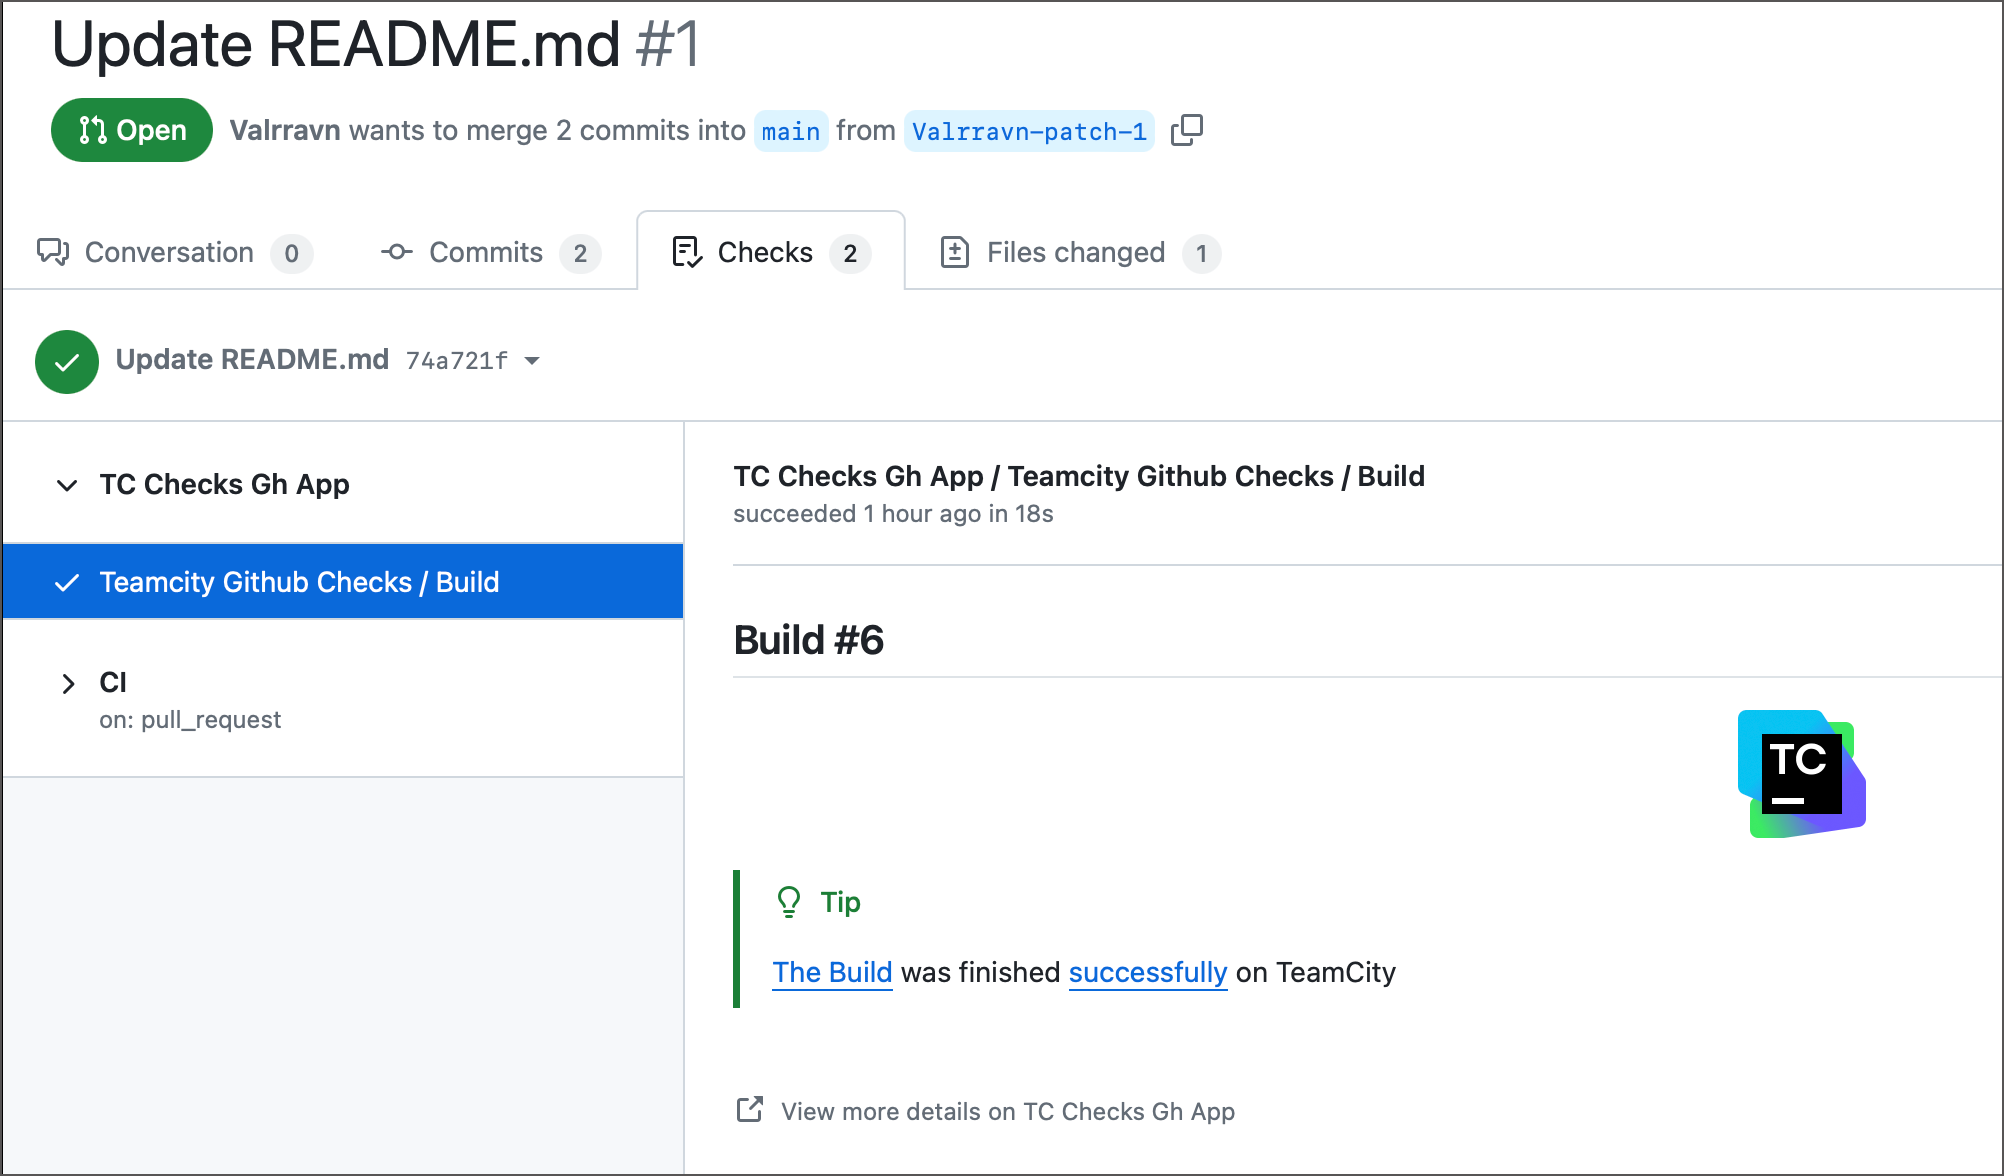 Update README.md #1
Open Valrravn wants to merge 2 commits into main from Valrravn-patch-1
Conversation 0 Commits 2 Checks 2 Files changed 1
Update README.md 74a721f
TC Checks Gh App
Teamcity Github Checks / Build
CI
on: pull_request
TC Checks Gh App / Teamcity Github Checks / Build
succeeded 1 hour ago in 18s
Build #6
TC
Tip
The Build was finished successfully on TeamCity
View more details on TC Checks Gh App